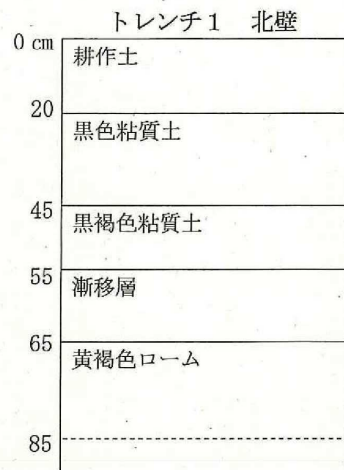 トレンチ1 北壁
0 cm
耕作土
20
黒色粘質土
45
黒褐色粘質土
55
漸移層
65
黄褐色ローム
85